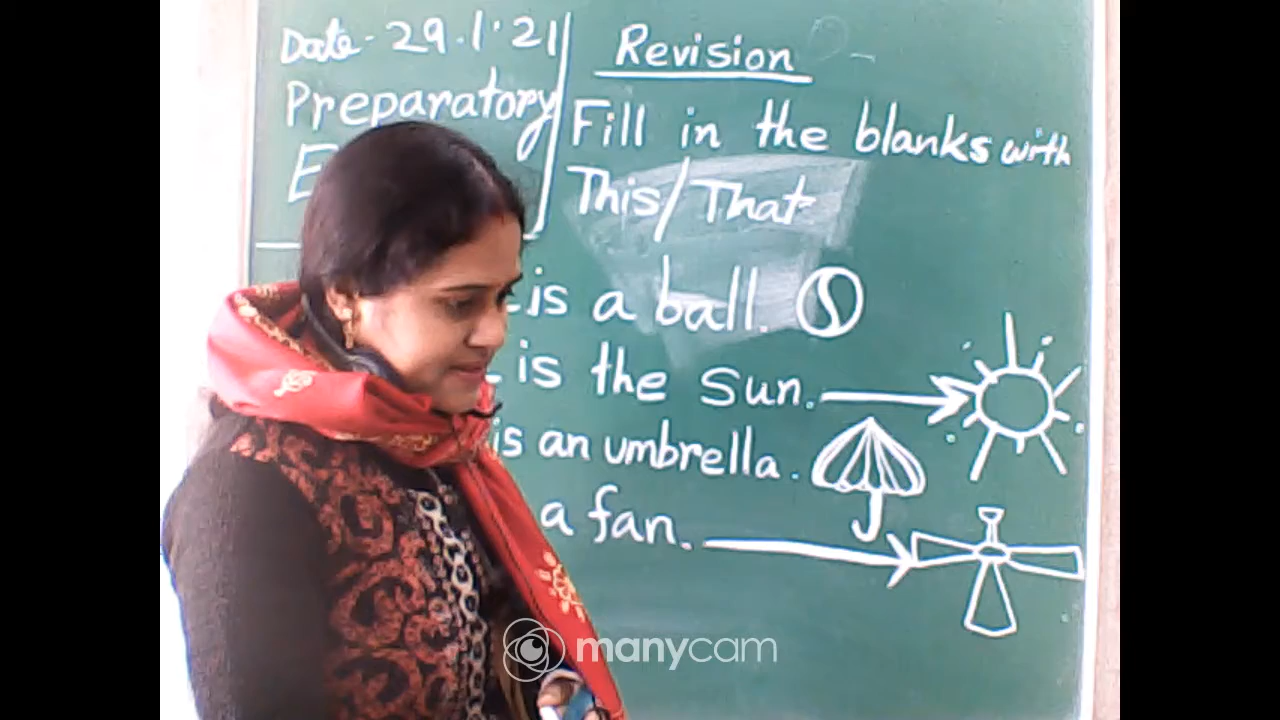 Date - 29.1.21
Preparatory
Revision
Fill in the blanks with
This/That
is a ball.
is the sun.
is an umbrella.
a fan.
manycam